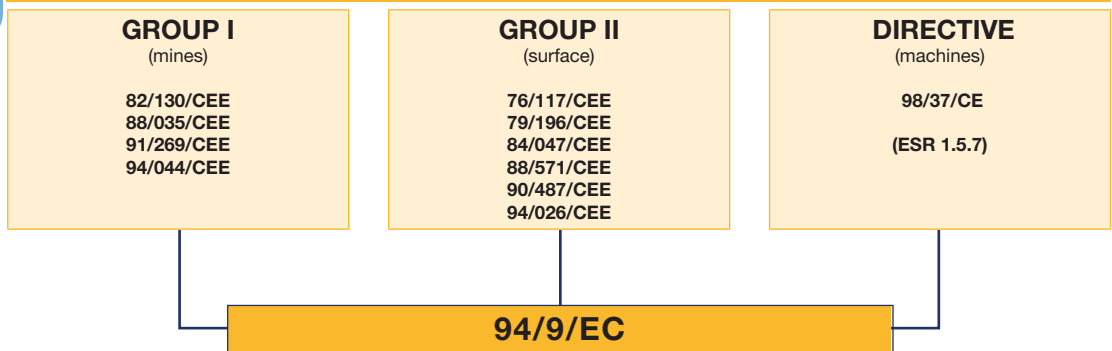 GROUP I
(mines)
82/130/CEE
88/035/CEE
91/269/CEE
94/044/CEE
GROUP II
(surface)
76/117/CEE
79/196/CEE
84/047/CEE
88/571/CEE
90/487/CEE
94/026/CEE
DIRECTIVE
(machines)
98/37/CE
(ESR 1.5.7)
94/9/EC